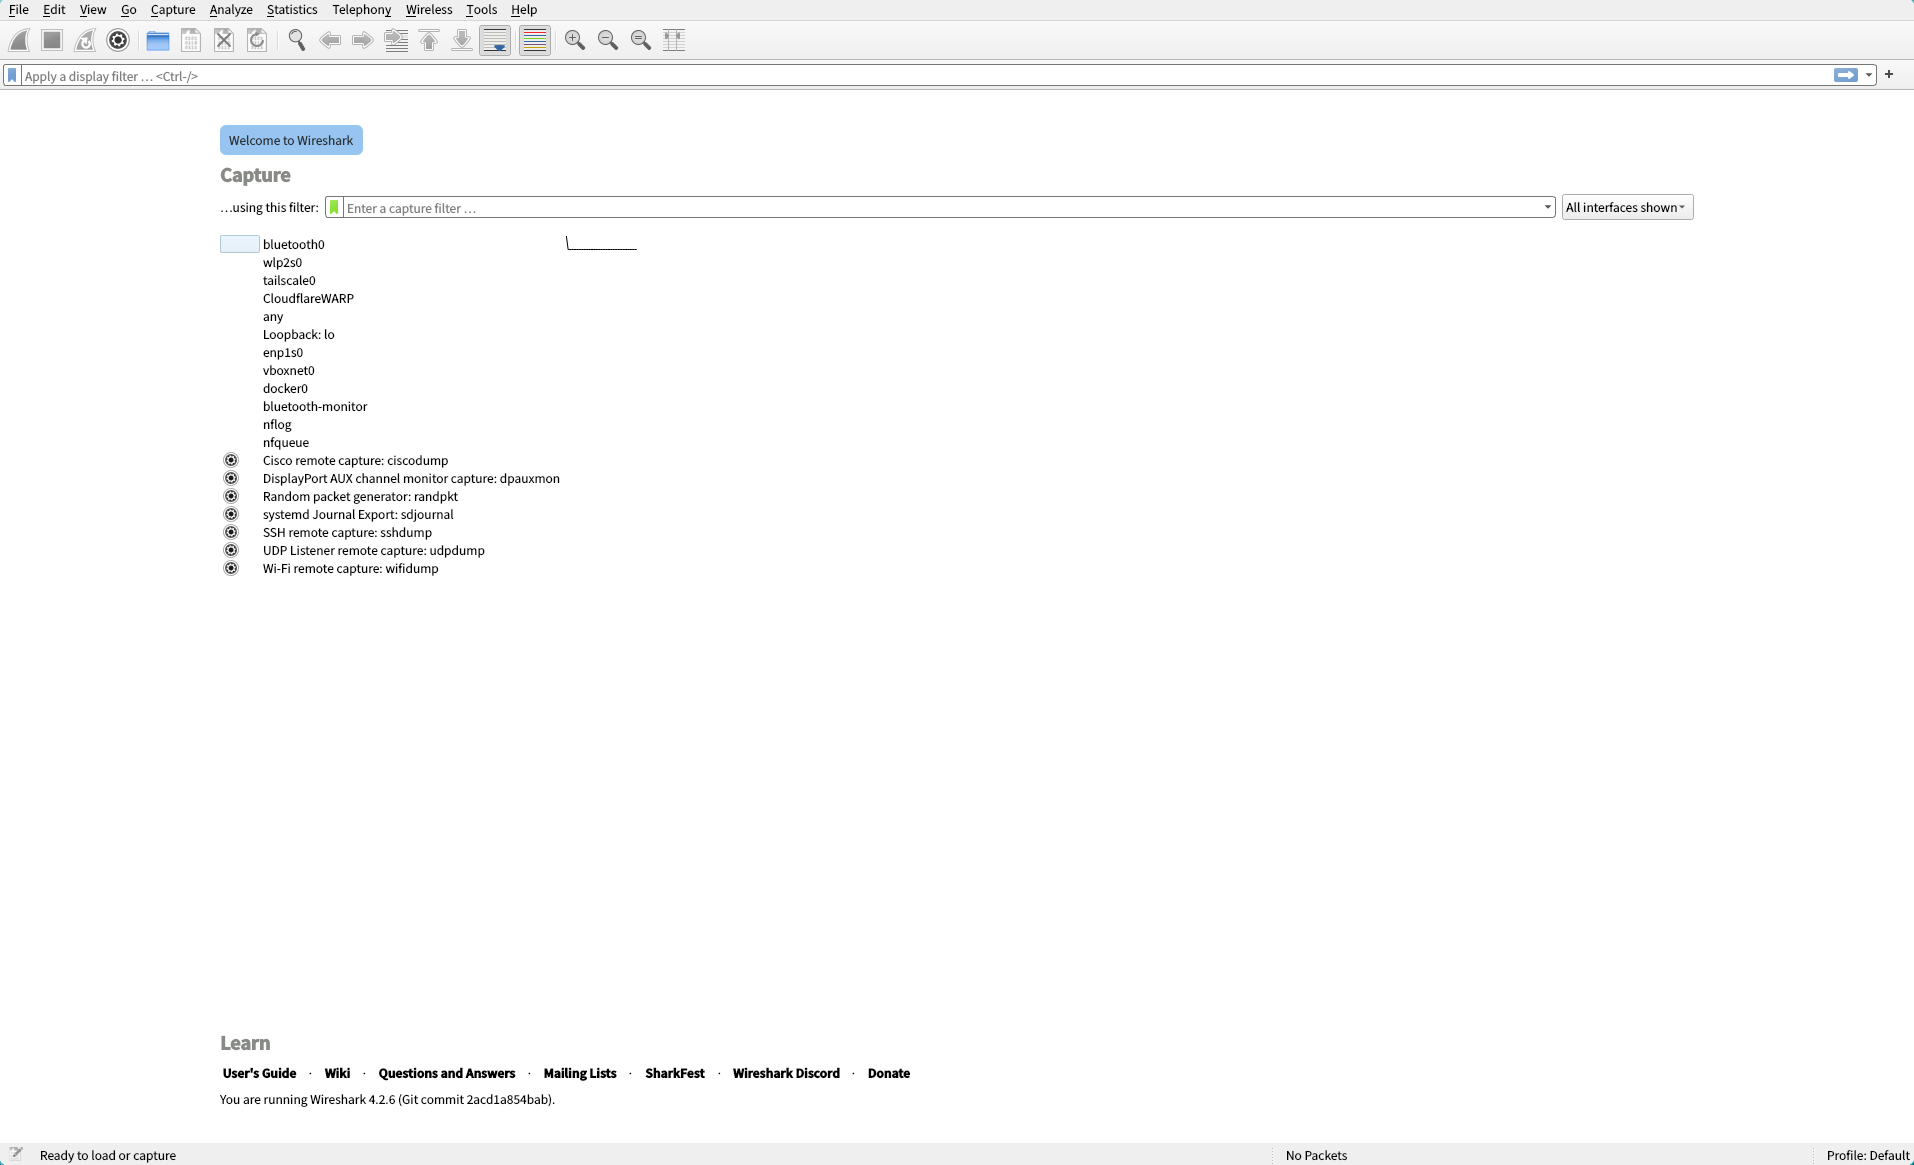 File Edit View Go Capture Analyze Statistics Telephony Wireless Tools Help
Apply a display filter … <Ctrl-/>
+
Welcome to Wireshark
Capture
…using this filter: Enter a capture filter … All interfaces shown
bluetooth0
wlp2s0
tailscale0
CloudflareWARP
any
Loopback: lo
enp1s0
vboxnet0
docker0
bluetooth-monitor
nflog
nfqueue
Cisco remote capture: ciscodump
DisplayPort AUX channel monitor capture: dpauxmon
Random packet generator: randpkt
systemd Journal Export: sdjournal
SSH remote capture: sshdump
UDP Listener remote capture: udpdump
Wi-Fi remote capture: wifidump
Learn
User's Guide · Wiki · Questions and Answers · Mailing Lists · SharkFest · Wireshark Discord · Donate
You are running Wireshark 4.2.6 (Git commit 2acd1a854bab).
Ready to load or capture No Packets Profile: Default